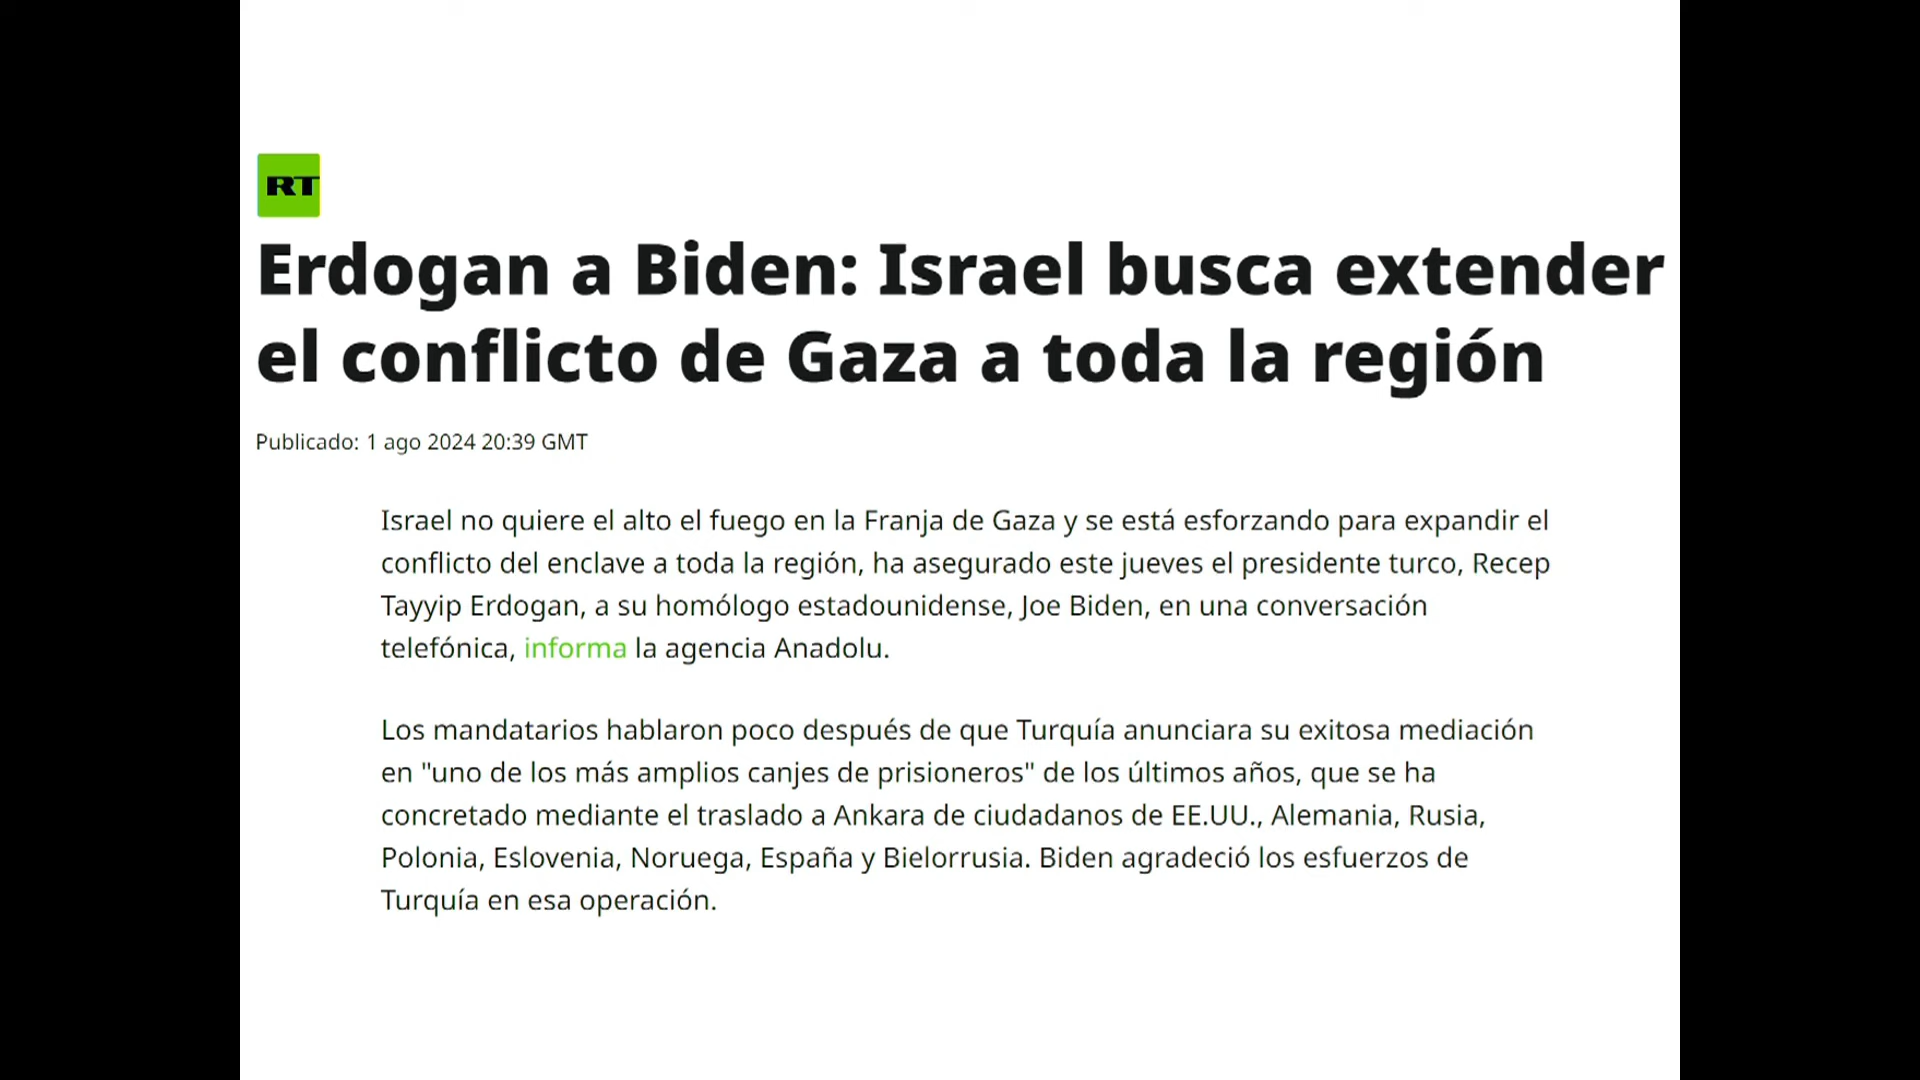 RT
Erdogan a Biden: Israel busca extender
el conflicto de Gaza a toda la región
Publicado: 1 ago 2024 20:39 GMT
Israel no quiere el alto el fuego en la Franja de Gaza y se está esforzando para expandir el
conflicto del enclave a toda la región, ha asegurado este jueves el presidente turco, Recep
Tayyip Erdogan, a su homólogo estadounidense, Joe Biden, en una conversación
telefónica, informa la agencia Anadolu.
Los mandatarios hablaron poco después de que Turquía anunciara su exitosa mediación
en "uno de los más amplios canjes de prisioneros" de los últimos años, que se ha
concretado mediante el traslado a Ankara de ciudadanos de EE.UU., Alemania, Rusia,
Polonia, Eslovenia, Noruega, España y Bielorrusia. Biden agradeció los esfuerzos de
Turquía en esa operación.